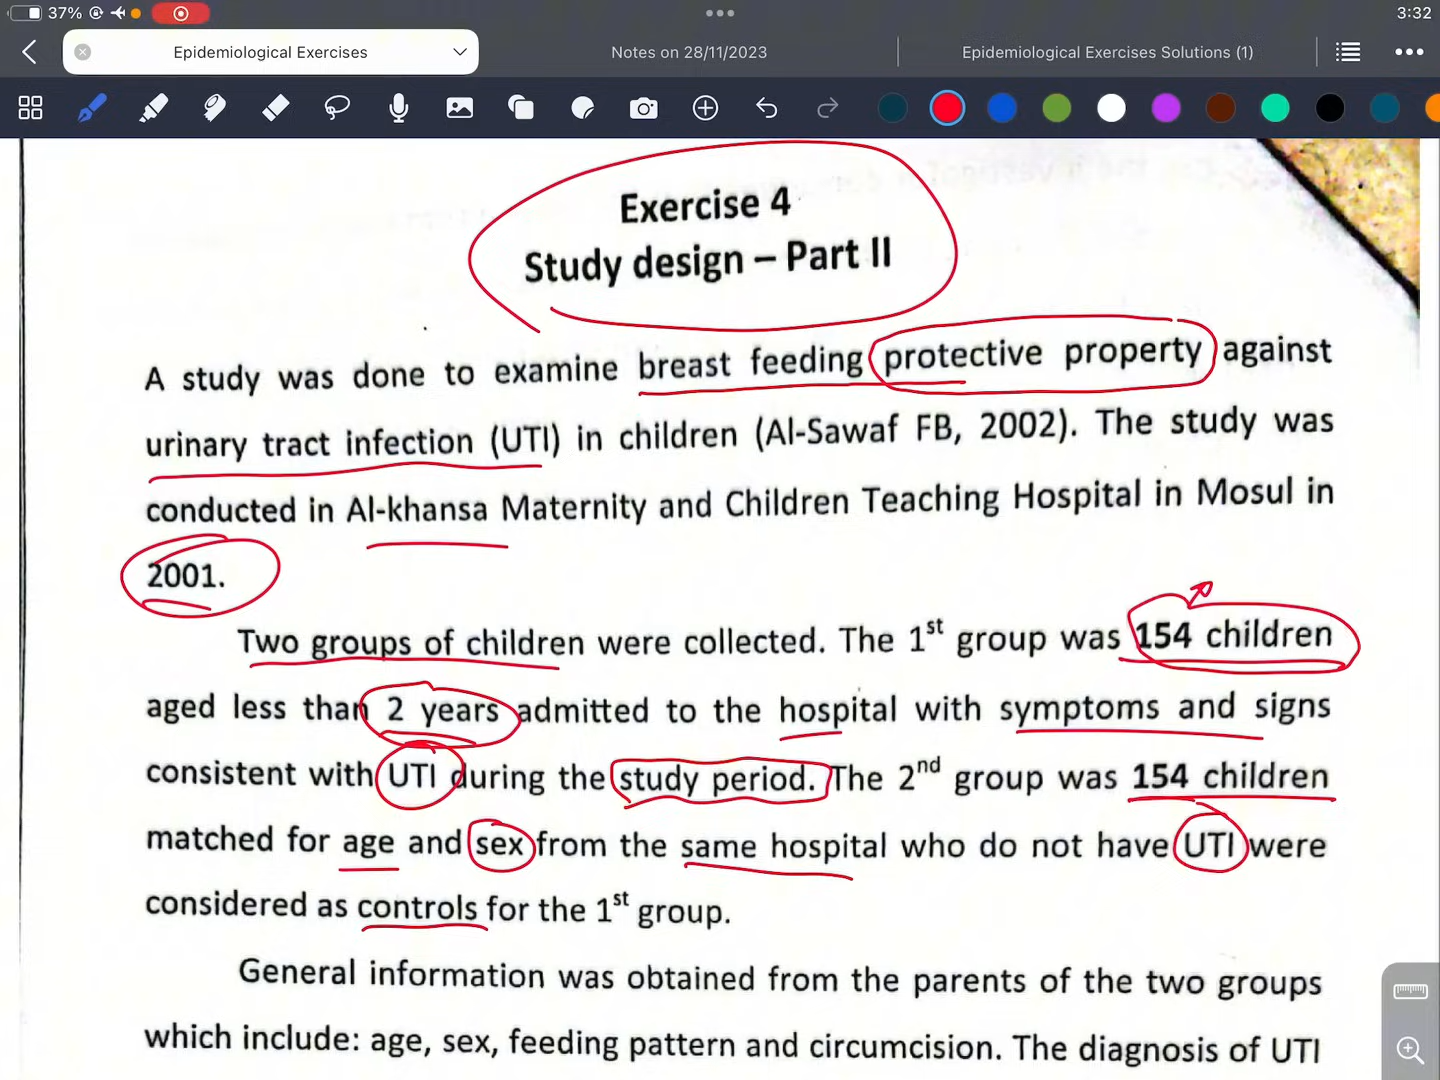 37%
3:32
Epidemiological Exercises
Notes on 28/11/2023
Epidemiological Exercises Solutions (1)
Exercise 4
Study design – Part II
A study was done to examine breast feeding protective property against
urinary tract infection (UTI) in children (Al-Sawaf FB, 2002). The study was
conducted in Al-khansa Maternity and Children Teaching Hospital in Mosul in
2001.
Two groups of children were collected. The 1st group was 154 children
aged less than 2 years admitted to the hospital with symptoms and signs
consistent with UTI during the study period. The 2nd group was 154 children
matched for age and sex from the same hospital who do not have UTI were
considered as controls for the 1st group.
General information was obtained from the parents of the two groups
which include: age, sex, feeding pattern and circumcision. The diagnosis of UTI